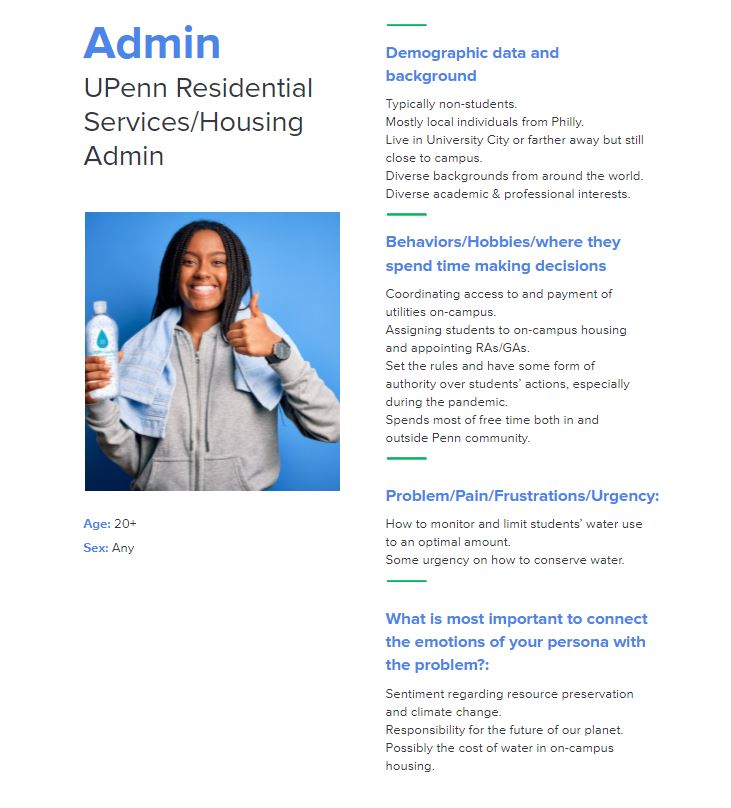 Admin
UPenn Residential
Services/Housing
Admin
Age: 20+
Sex: Any
Demographic data and
background
Typically non-students.
Mostly local individuals from Philly.
Live in University City or farther away but still
close to campus.
Diverse backgrounds from around the world.
Diverse academic & professional interests.
Behaviors/Hobbies/where they
spend time making decisions
Coordinating access to and payment of
utilities on-campus.
Assigning students to on-campus housing
and appointing RAs/GAs.
Set the rules and have some form of
authority over students’ actions, especially
during the pandemic.
Spends most of free time both in and
outside Penn community.
Problem/Pain/Frustrations/Urgency:
How to monitor and limit students’ water use
to an optimal amount.
Some urgency on how to conserve water.
What is most important to connect
the emotions of your persona with
the problem?:
Sentiment regarding resource preservation
and climate change.
Responsibility for the future of our planet.
Possibly the cost of water in on-campus
housing.